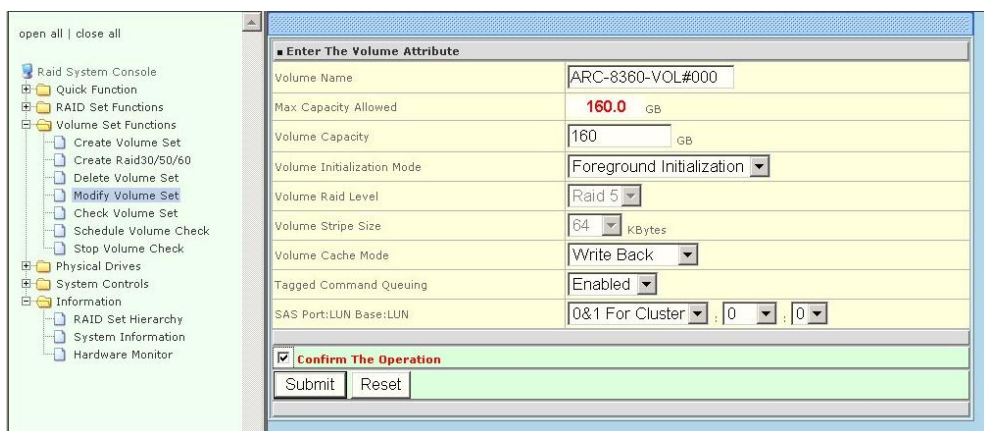 open all | close all
Raid System Console
Quick Function
RAID Set Functions
Volume Set Functions
Create Volume Set
Create Raid30/50/60
Delete Volume Set
Modify Volume Set
Check Volume Set
Schedule Volume Check
Stop Volume Check
Physical Drives
System Controls
Information
RAID Set Hierarchy
System Information
Hardware Monitor
Enter The Volume Attribute
Volume Name ARC-8360-VOL#000
Max Capacity Allowed 160.0 GB
Volume Capacity 160 GB
Volume Initialization Mode Foreground Initialization
Volume Raid Level Raid 5
Volume Stripe Size 64 KBytes
Volume Cache Mode Write Back
Tagged Command Queuing Enabled
SAS Port:LUN Base:LUN 0&1 For Cluster : 0 : 0
Confirm The Operation
Submit Reset